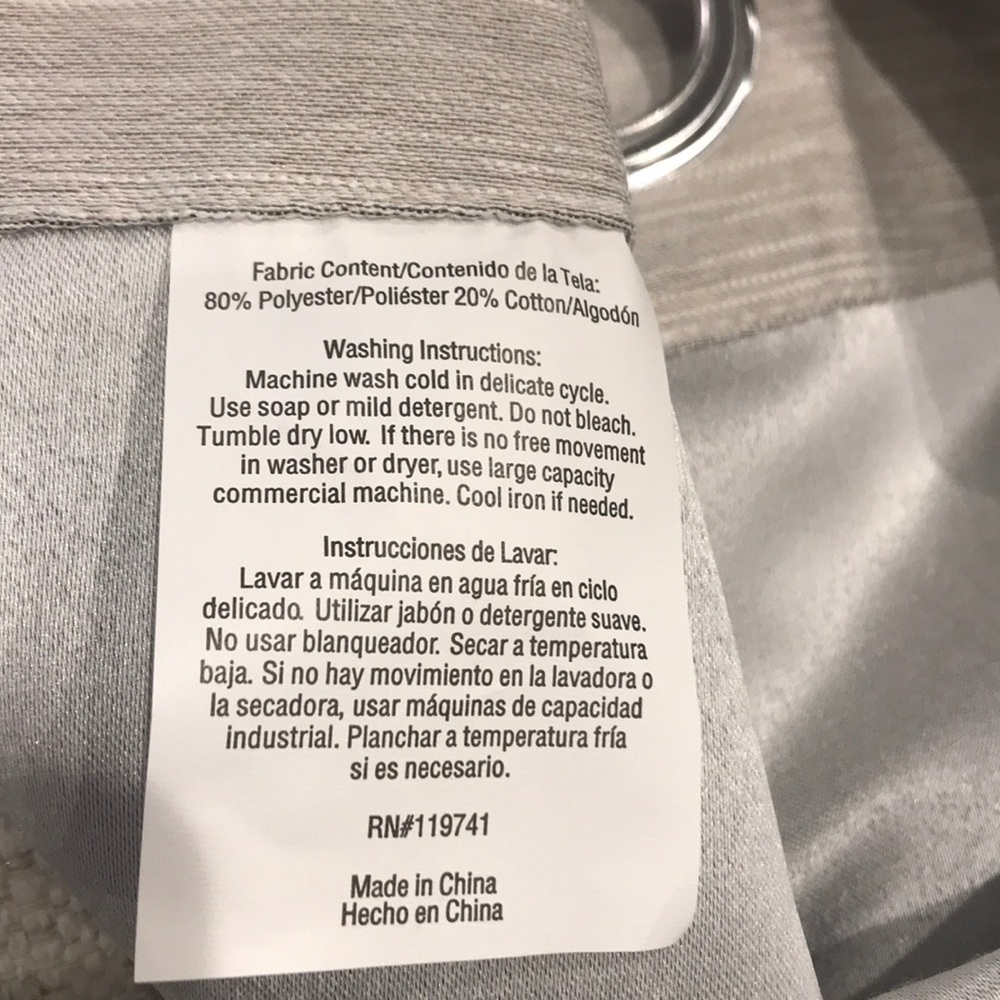 Fabric Content/Contenido de la Tela:
80% Polyester/Poliéster 20% Cotton/Algodón
Washing Instructions:
Machine wash cold in delicate cycle.
Use soap or mild detergent. Do not bleach.
Tumble dry low. If there is no free movement
in washer or dryer, use large capacity
commercial machine. Cool iron if needed.
Instrucciones de Lavar:
Lavar a máquina en agua fría en ciclo
delicado. Utilizar jabón o detergente suave.
No usar blanqueador. Secar a temperatura
baja. Si no hay movimiento en la lavadora o
la secadora, usar máquinas de capacidad
industrial. Planchar a temperatura fría
si es necesario.
RN#119741
Made in China
Hecho en China